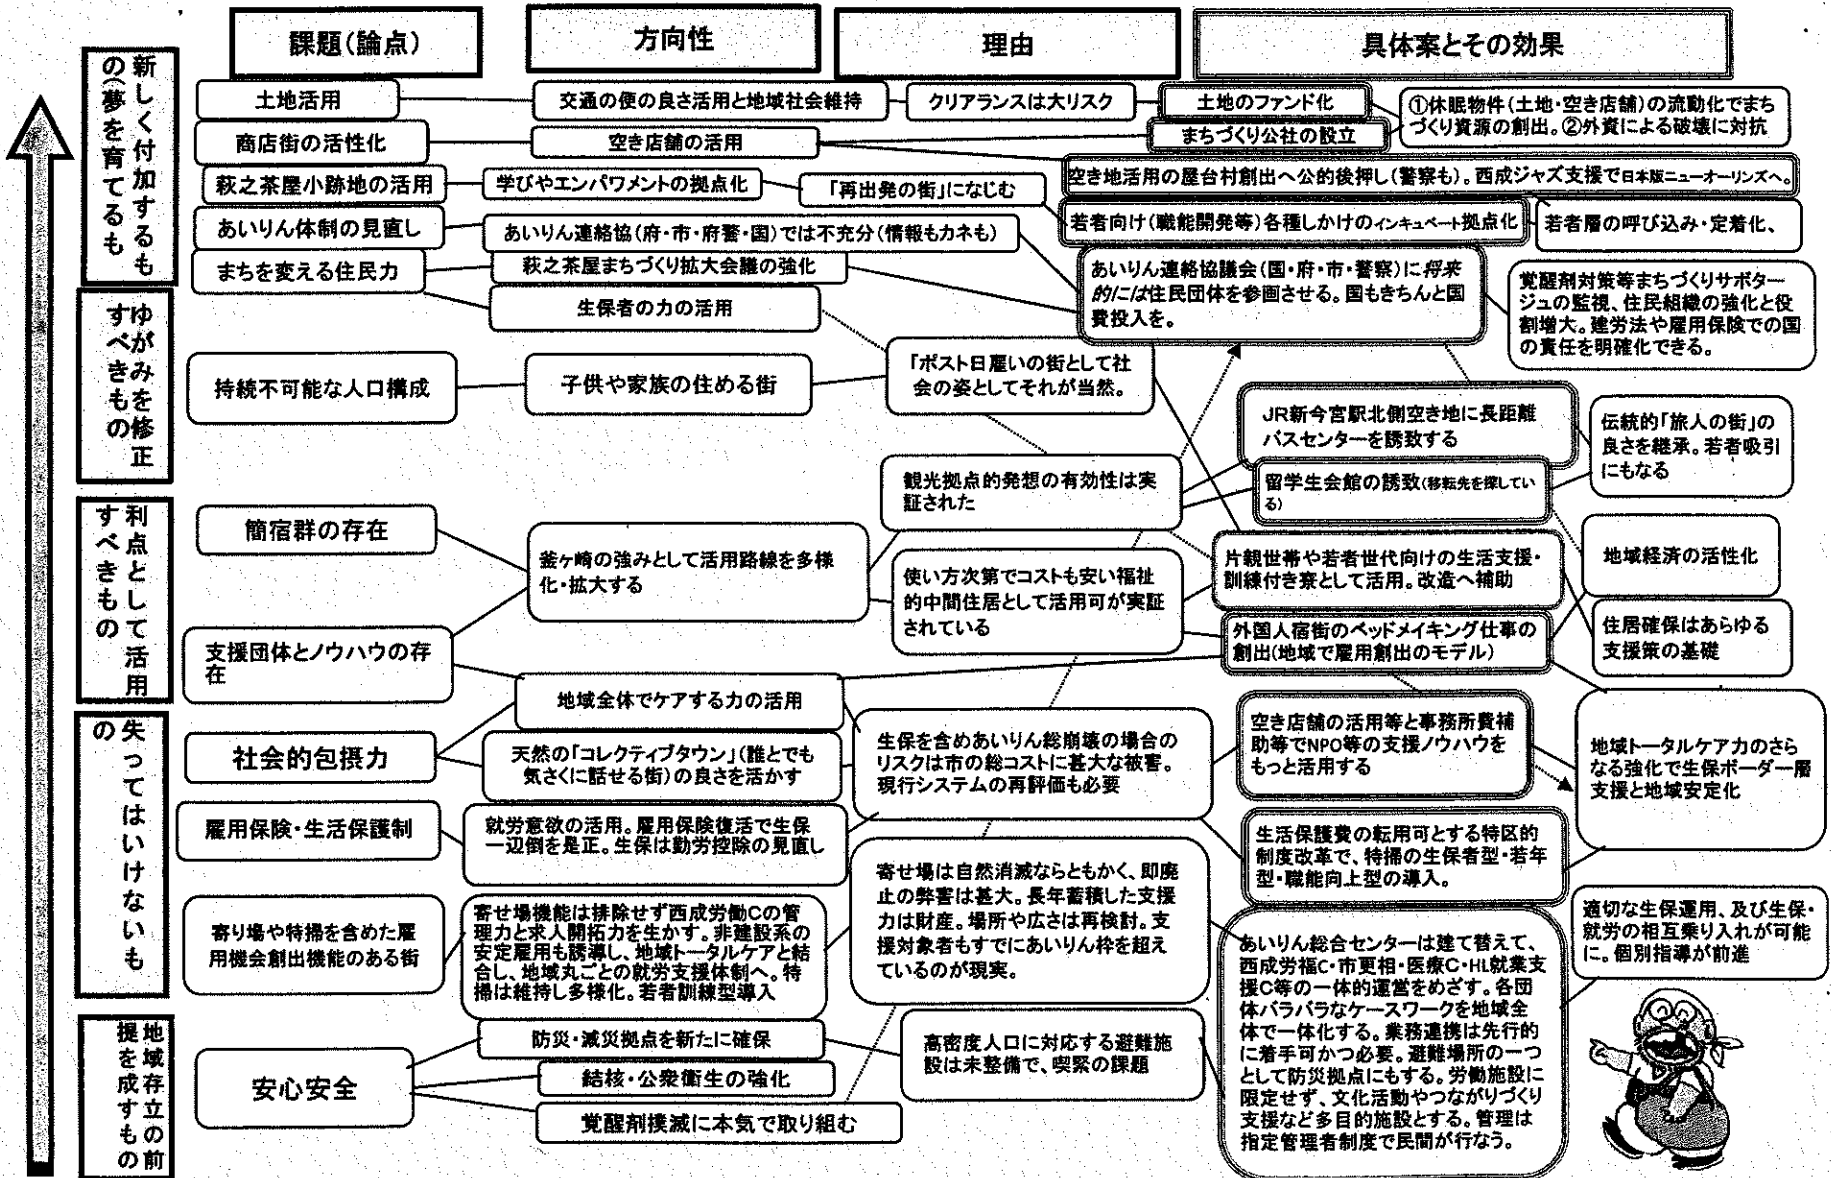 課題(論点)
方向性
理由
具体案とその効果
新しく付加するも
の(夢を育てるも
ゆがみを修正
すべきもの
利点として活用
すべきもの
失ってはいけないも
の
地域存立の前
提を成すもの
土地活用
交通の便の良さ活用と地域社会維持
クリアランスは大リスク
土地のファンド化
まちづくり公社の設立
①休眠物件(土地・空き店舗)の流動化でまち
づくり資源の創出。②外資による破壊に対抗
商店街の活性化
空き店舗の活用
空き地活用の屋台村創出へ公的後押し(警察も)。西成ジャズ支援で日本版ニューオーリンズへ。
萩之茶屋小跡地の活用
学びやエンパワメントの拠点化
「再出発の街」になじむ
若者向け(職能開発等)各種しかけのインキュベート拠点化
若者層の呼び込み・定着化、
あいりん体制の見直し
あいりん連絡協(府・市・府警・国)では不充分(情報もカネも)
まちを変える住民力
萩之茶屋まちづくり拡大会議の強化
生保者の力の活用
あいりん連絡協議会(国・府・市・警察)に将来
的には住民団体を参画させる。国もきちんと国
費投入を。
覚醒剤対策等まちづくりサボター
ジュの監視、住民組織の強化と役
割増大。建労法や雇用保険での国
の責任を明確化できる。
持続不可能な人口構成
子供や家族の住める街
「ポスト日雇いの街として社
会の姿としてそれが当然。
JR新今宮駅北側空き地に長距離
バスセンターを誘致する
伝統的「旅人の街」の
良さを継承。若者吸引
にもなる
観光拠点的発想の有効性は実
証された
留学生会館の誘致(移転先を探してい
る)
簡宿群の存在
釜ヶ崎の強みとして活用路線を多様
化・拡大する
使い方次第でコストも安い福祉
的中間住居として活用可が実証
されている
片親世帯や若者世代向けの生活支援・
訓練付き寮として活用。改造へ補助
地域経済の活性化
外国人宿街のベッドメイキング仕事の
創出(地域で雇用創出のモデル)
住居確保はあらゆる
支援策の基礎
支援団体とノウハウの存
在
地域全体でケアする力の活用
社会的包摂力
天然の「コレクティブタウン」(誰とでも
気さくに話せる街)の良さを活かす
生保を含めあいりん総崩壊の場合の
リスクは市の総コストに甚大な被害。
現行システムの再評価も必要
空き店舗の活用等と事務所費補
助等でNPO等の支援ノウハウを
もっと活用する
地域トータルケア力のさら
なる強化で生保ボーダー層
支援と地域安定化
雇用保険・生活保護制
就労意欲の活用。雇用保険復活で生保
一辺倒を是正。生保は勤労控除の見直し
生活保護費の転用可とする特区的
制度改革で、特掃の生保者型・若年
型・職能向上型の導入。
寄り場や特掃を含めた雇
用機会創出機能のある街
寄せ場機能は排除せず西成労働Cの管
理力と求人開拓力を生かす。非建設系の
安定雇用も誘導し、地域トータルケアと結
合し、地域丸ごとの就労支援体制へ。特
掃は維持し多様化。若者訓練型導入
寄せ場は自然消滅ならともかく、即廃
止の弊害は甚大。長年蓄積した支援
力は財産。場所や広さは再検討。支
援対象者もすでにあいりん枠を超え
ているのが現実。
あいりん総合センターは建て替えて、
西成労福C・市更相・医療C・HL就業支
援C等の一体的運営をめざす。各団
体バラバラなケースワークを地域全
体で一体化する。業務連携は先行的
に着手可かつ必要。避難場所の一つ
として防災拠点にもする。労働施設に
限定せず、文化活動やつながりづくり
支援など多目的施設とする。管理は
指定管理者制度で民間が行なう。
適切な生保運用、及び生保・
就労の相互乗り入れが可能
に。個別指導が前進
安心安全
防災・減災拠点を新たに確保
結核・公衆衛生の強化
覚醒剤撲滅に本気で取り組む
高密度人口に対応する避難施
設は未整備で、喫緊の課題